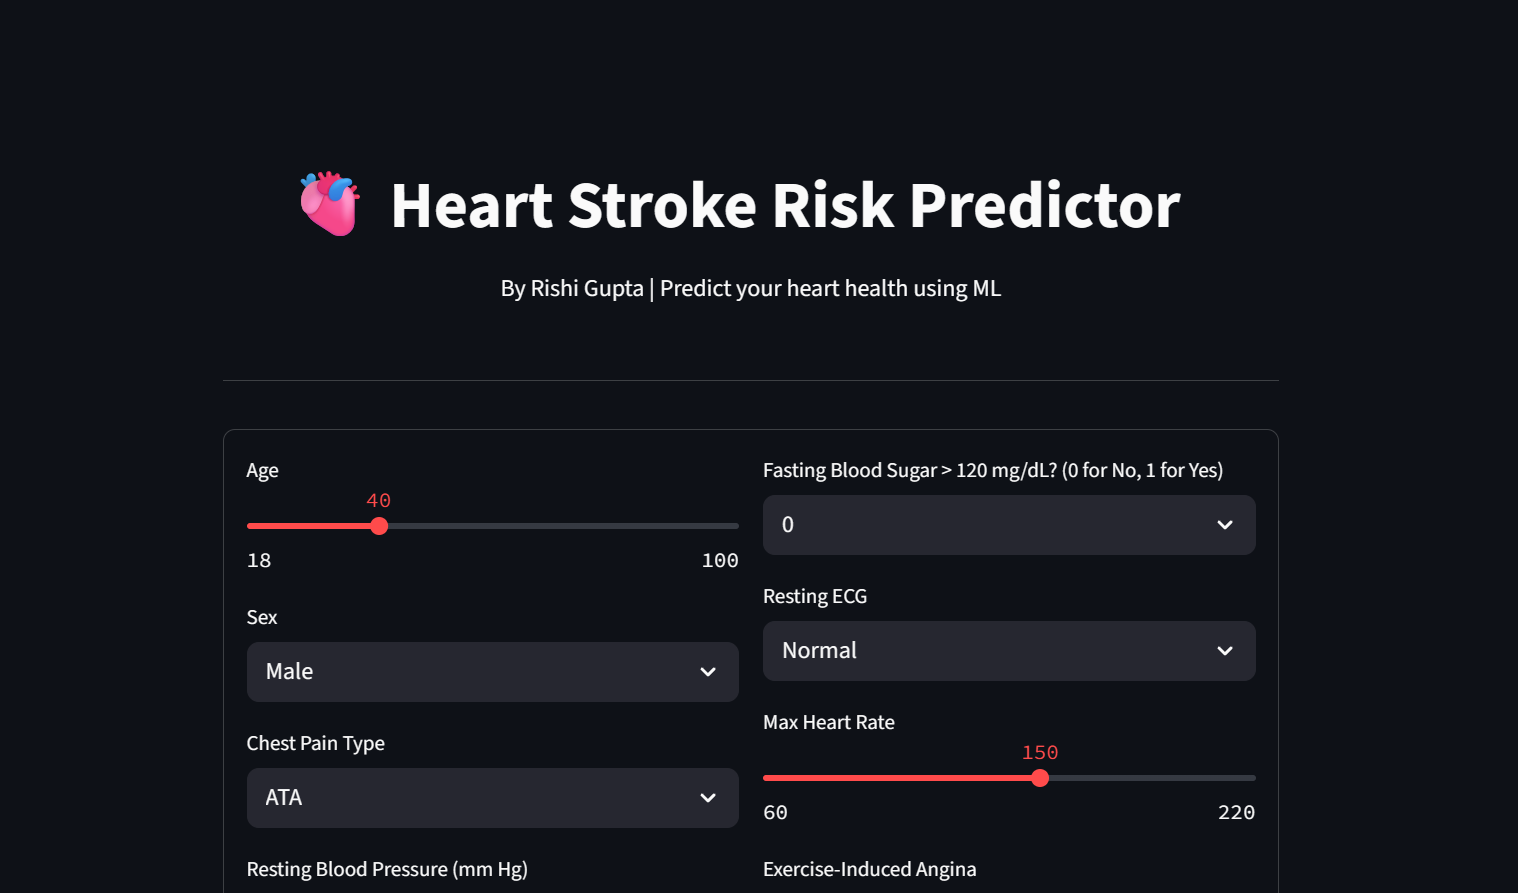 Heart Stroke Risk Predictor
By Rishi Gupta | Predict your heart health using ML
Age
40
18
100
Sex
Male
Chest Pain Type
ATA
Resting Blood Pressure (mm Hg)
Fasting Blood Sugar > 120 mg/dL? (0 for No, 1 for Yes)
0
Resting ECG
Normal
Max Heart Rate
150
60
220
Exercise-Induced Angina